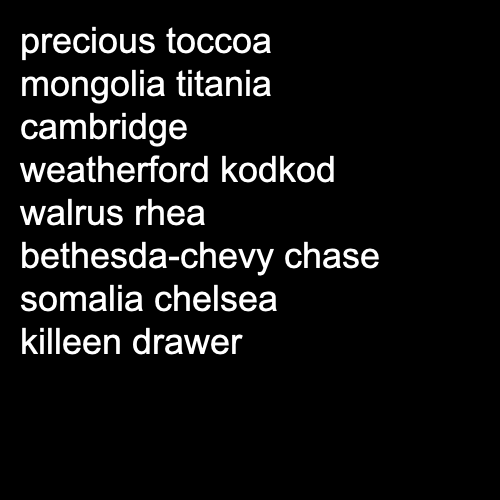 precious toccoa
mongolia titania
cambridge
weatherford kodkod
walrus rhea
bethesda-chevy chase
somalia chelsea
killeen drawer